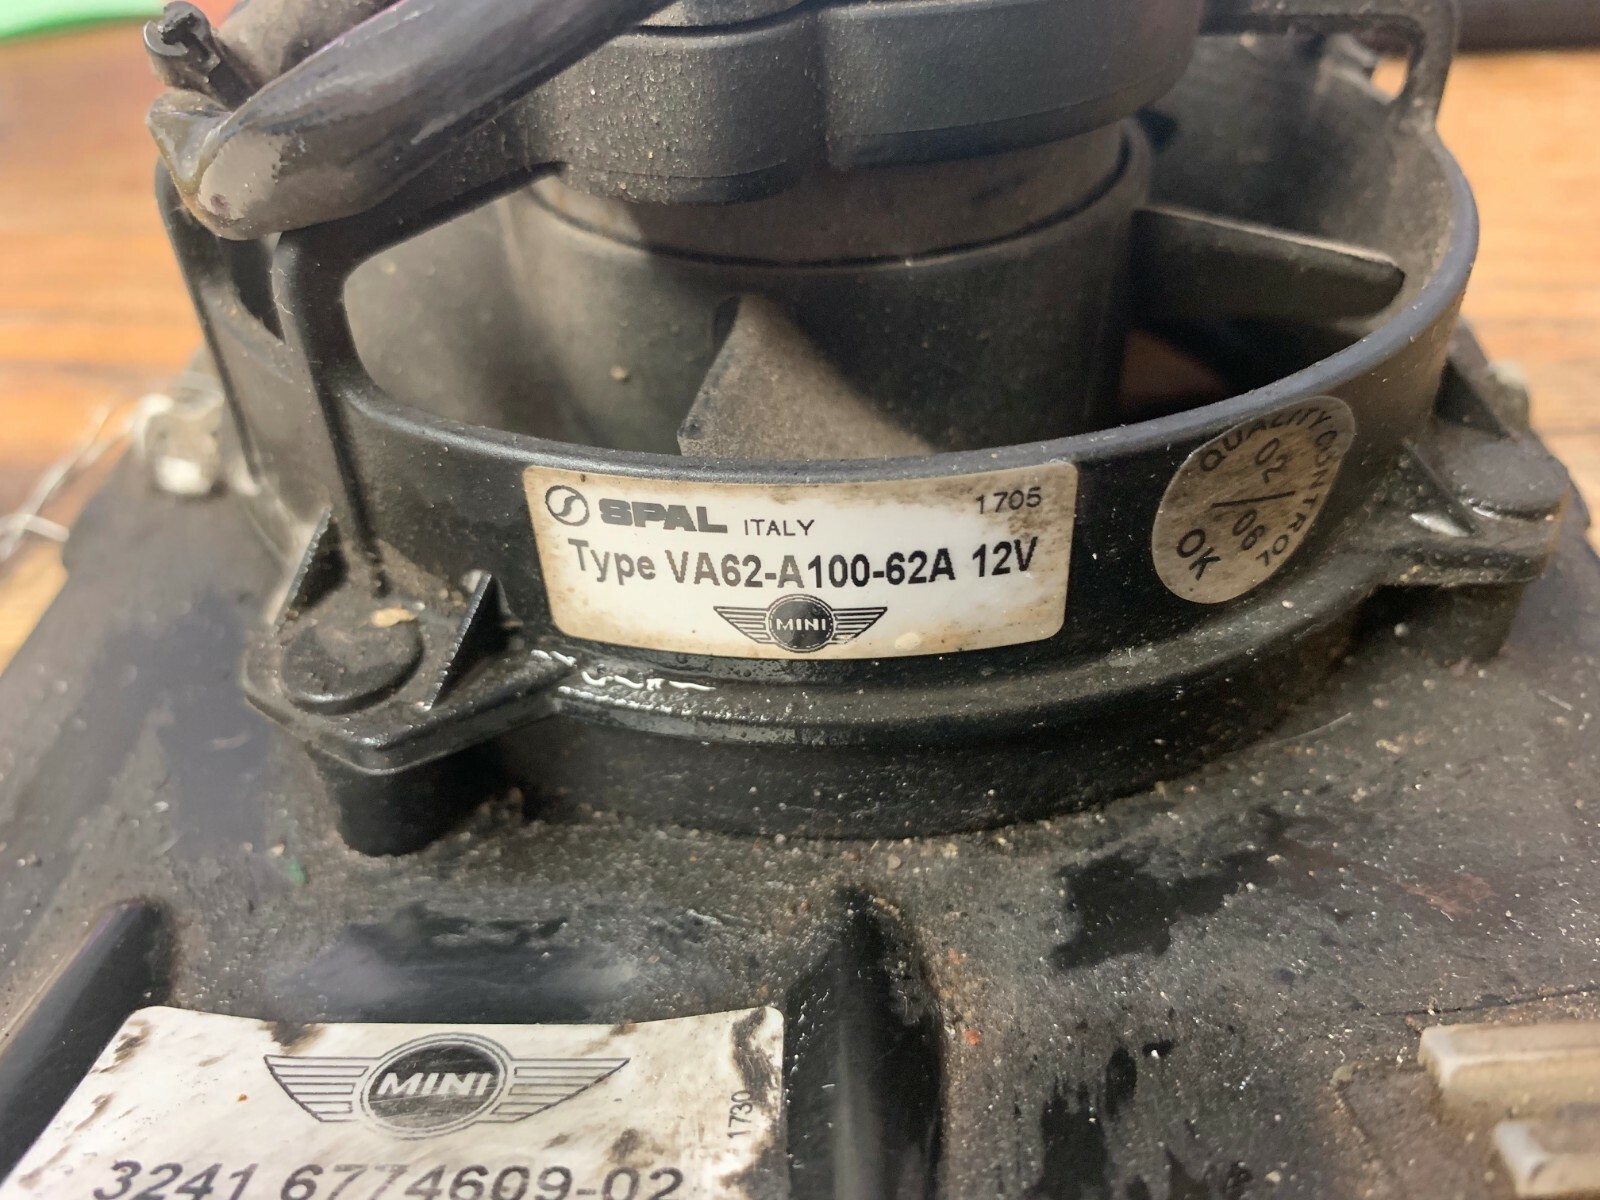 SPAL ITALY 1705
Type VA62-A100-62A 12V
MINI
QUALITY CONTROL
02/06
OK
MINI
1730
3241 6774609-02